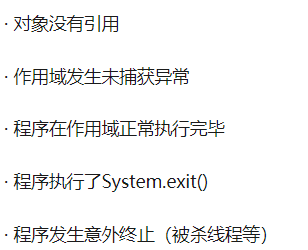 · 对象没有引用
· 作用域发生未捕获异常
· 程序在作用域正常执行完毕
· 程序执行了System.exit()
· 程序发生意外终止（被杀线程等）